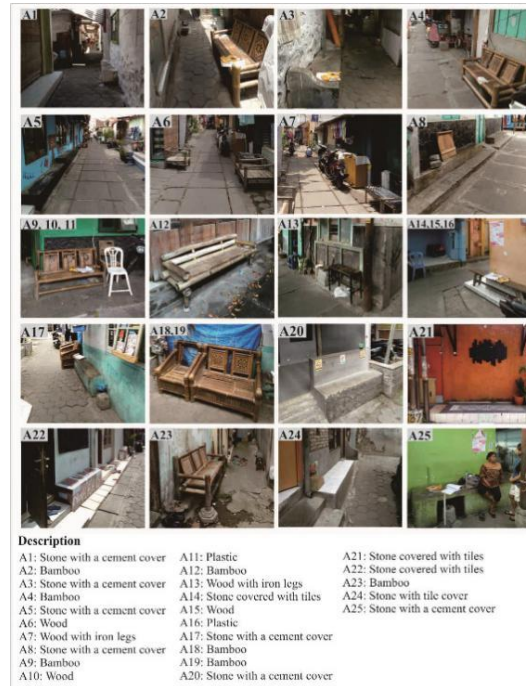 A1 A2 A3 A4
A5 A6 A7 A8
A9, 10, 11 A12 A13 A14,15,16
A17 A18,19 A20 A21
A22 A23 A24 A25
Description
A1: Stone with a cement cover
A2: Bamboo
A3: Stone with a cement cover
A4: Bamboo
A5: Stone with a cement cover
A6: Wood
A7: Wood with iron legs
A8: Stone with a cement cover
A9: Bamboo
A10: Wood
A11: Plastic
A12: Bamboo
A13: Wood with iron legs
A14: Stone covered with tiles
A15: Wood
A16: Plastic
A17: Stone with a cement cover
A18: Bamboo
A19: Bamboo
A20: Stone with a cement cover
A21: Stone covered with tiles
A22: Stone covered with tiles
A23: Bamboo
A24: Stone with tile cover
A25: Stone with a cement cover